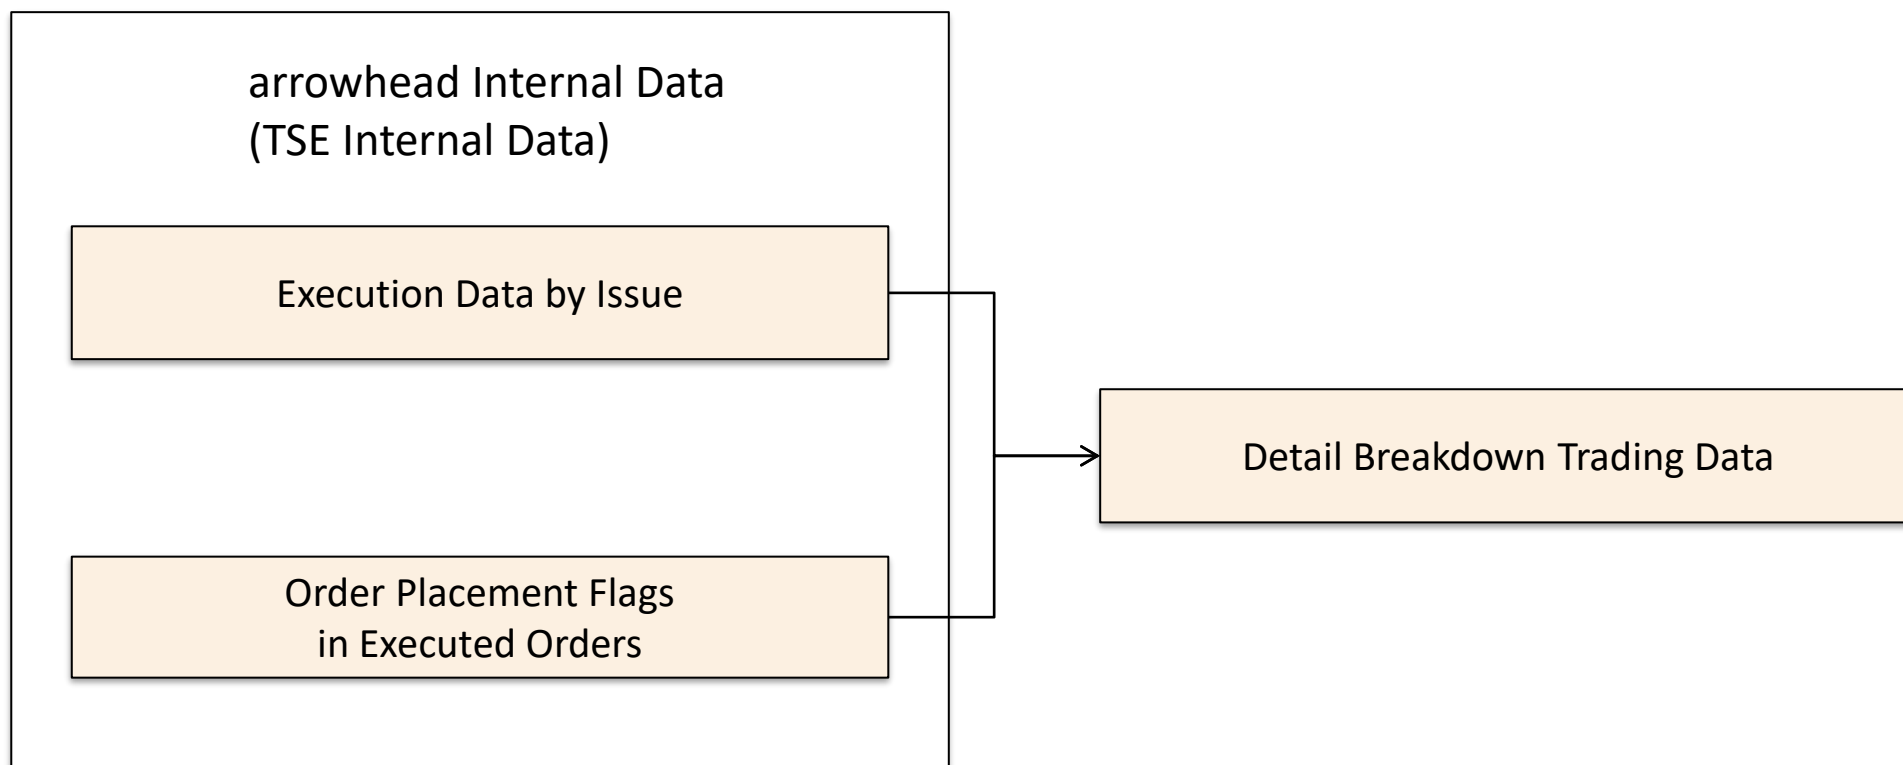 arrowhead Internal Data
(TSE Internal Data)
Execution Data by Issue
Detail Breakdown Trading Data
Order Placement Flags
in Executed Orders